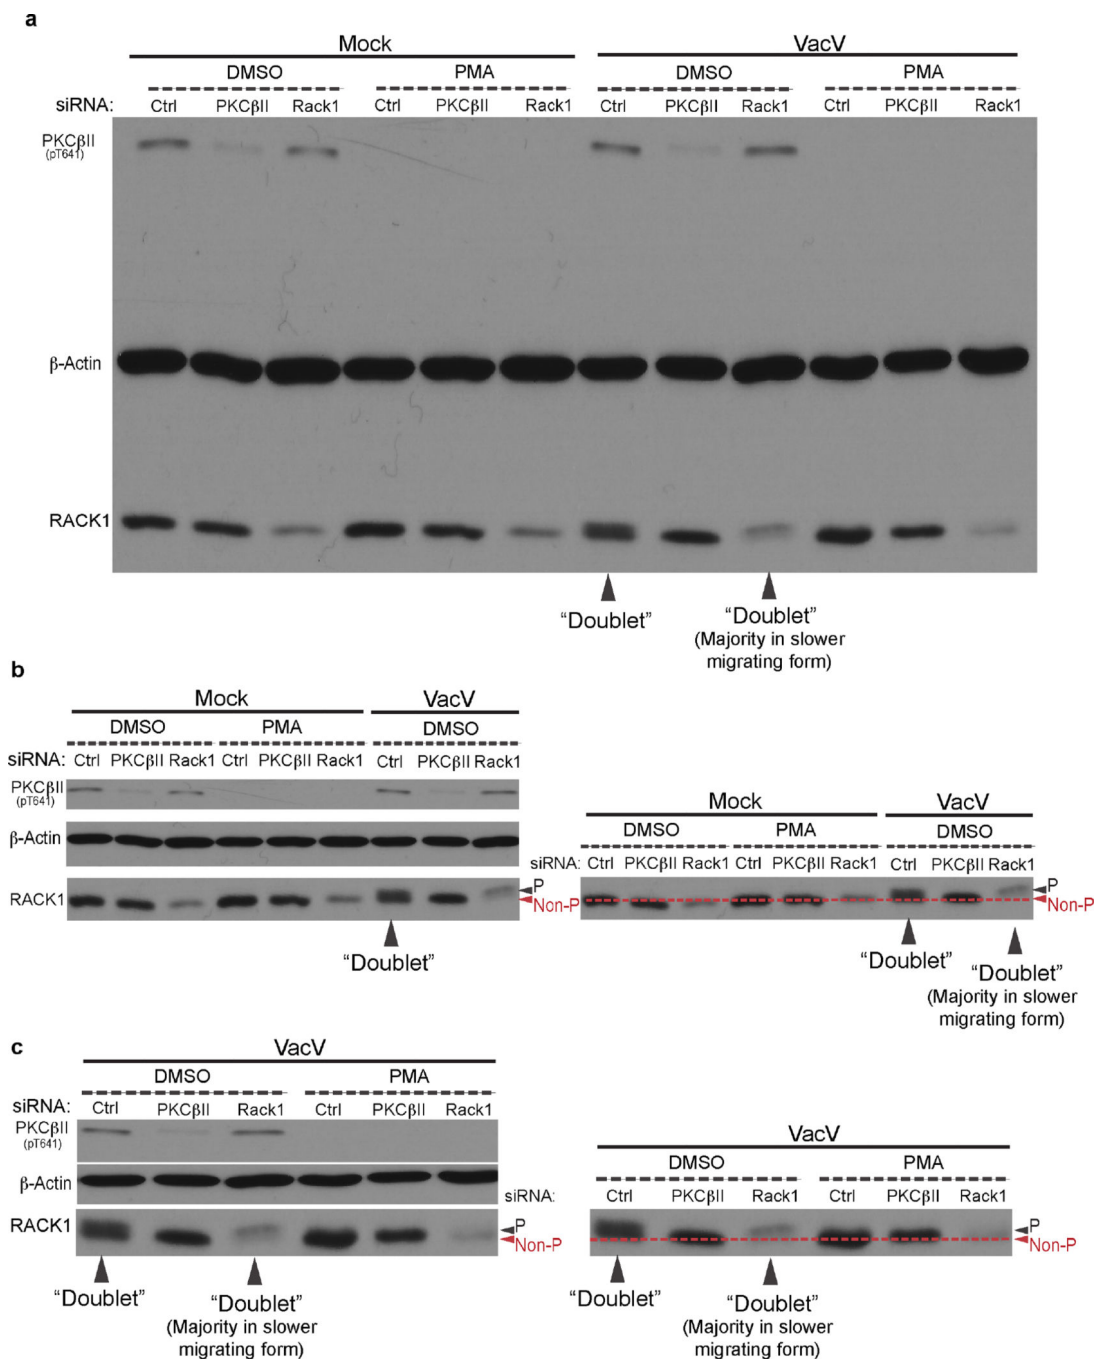 a
Mock VacV
DMSO PMA DMSO PMA
siRNA: Ctrl PKCβII Rack1 Ctrl PKCβII Rack1 Ctrl PKCβII Rack1 Ctrl PKCβII Rack1
PKCβII
(pT641)
β-Actin
RACK1
“Doublet” “Doublet”
(Majority in slower
migrating form)
b
Mock VacV
DMSO PMA DMSO
siRNA: Ctrl PKCβII Rack1 Ctrl PKCβII Rack1 Ctrl PKCβII Rack1
PKCβII
(pT641)
β-Actin
RACK1
P
Non-P
“Doublet”
Mock VacV
DMSO PMA DMSO
siRNA: Ctrl PKCβII Rack1 Ctrl PKCβII Rack1 Ctrl PKCβII Rack1
P
Non-P
“Doublet” “Doublet”
(Majority in slower
migrating form)
c
VacV
DMSO PMA
siRNA: Ctrl PKCβII Rack1 Ctrl PKCβII Rack1
PKCβII
(pT641)
β-Actin
RACK1
P
Non-P
“Doublet” “Doublet”
(Majority in slower
migrating form)
VacV
DMSO PMA
siRNA: Ctrl PKCβII Rack1 Ctrl PKCβII Rack1
P
Non-P
“Doublet” “Doublet”
(Majority in slower
migrating form)